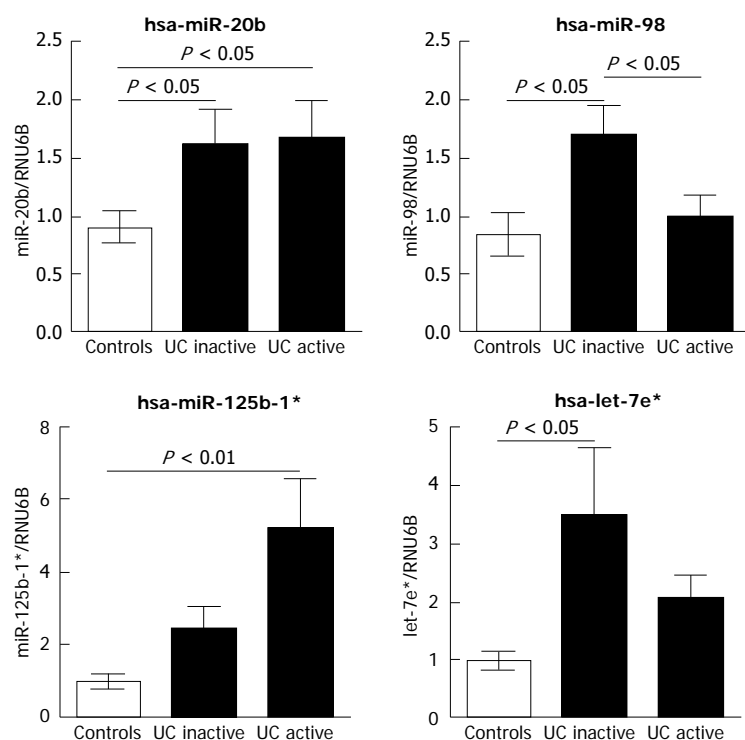 hsa-miR-20b
2.5
2.0
1.5
1.0
0.5
0.0
miR-20b/RNU6B
P < 0.05
P < 0.05
Controls UC inactive UC active
hsa-miR-98
2.5
2.0
1.5
1.0
0.5
0.0
miR-98/RNU6B
P < 0.05
P < 0.05
Controls UC inactive UC active
hsa-miR-125b-1*
8
6
4
2
0
miR-125b-1*/RNU6B
P < 0.01
Controls UC inactive UC active
hsa-let-7e*
5
4
3
2
1
0
let-7e*/RNU6B
P < 0.05
Controls UC inactive UC active